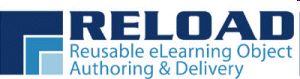 RELOAD
Reusable eLearning Object
Authoring & Delivery